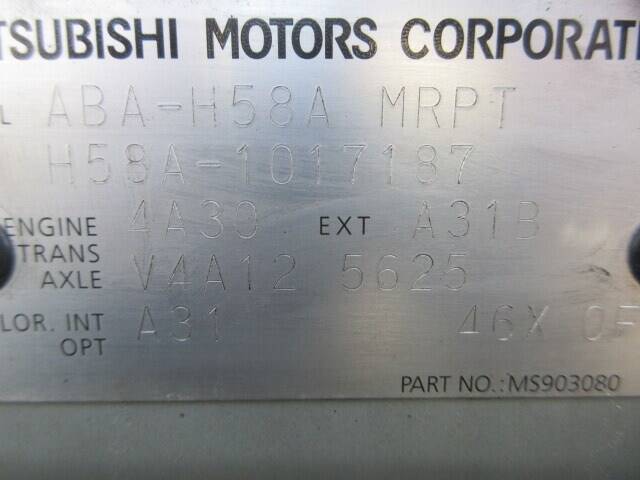 TSUBISHI MOTORS CORPORATI
L ABA-H58A MRPT
H58A-1017187
ENGINE 4A30 EXT A31B
TRANS
AXLE V4A12 5625
LOR. INT A31 46X 0F
OPT
PART NO.:MS903080